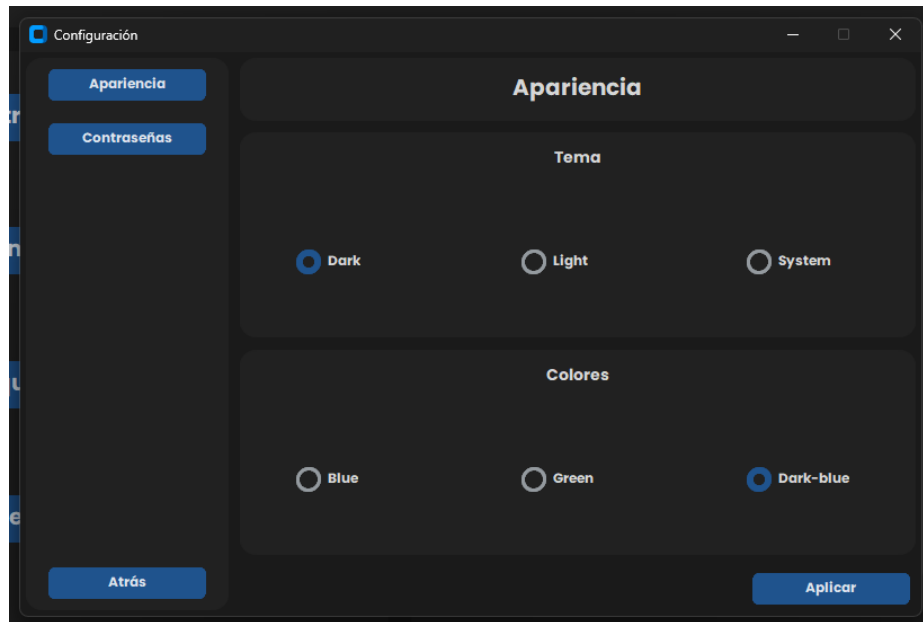 Configuración
Apariencia
Contraseñas
Atrás
Apariencia
Tema
Dark
Light
System
Colores
Blue
Green
Dark-blue
Aplicar